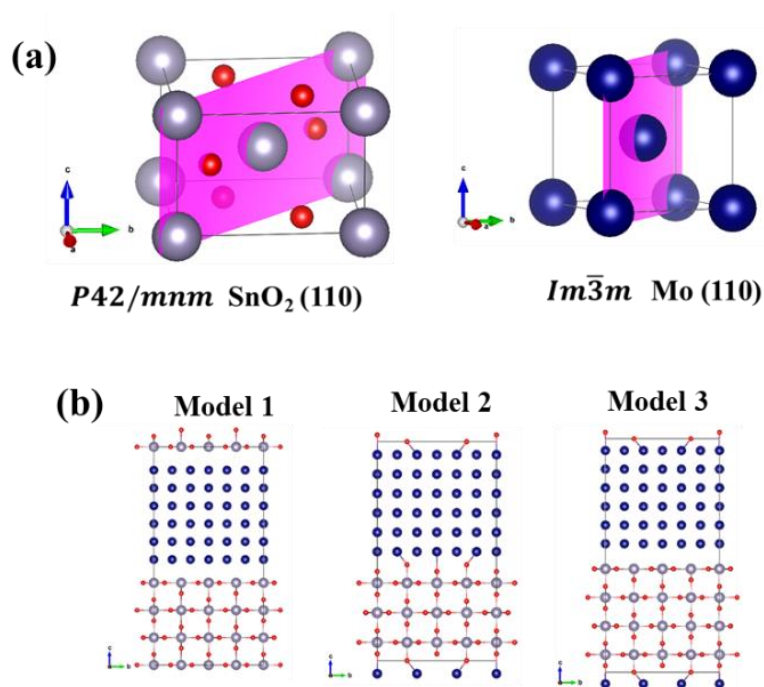 (a)
c
b
a
c
b
a
P42/mnm SnO₂ (110)
Im3̅m Mo (110)
(b)
Model 1
Model 2
Model 3
c
b
c
b
c
b